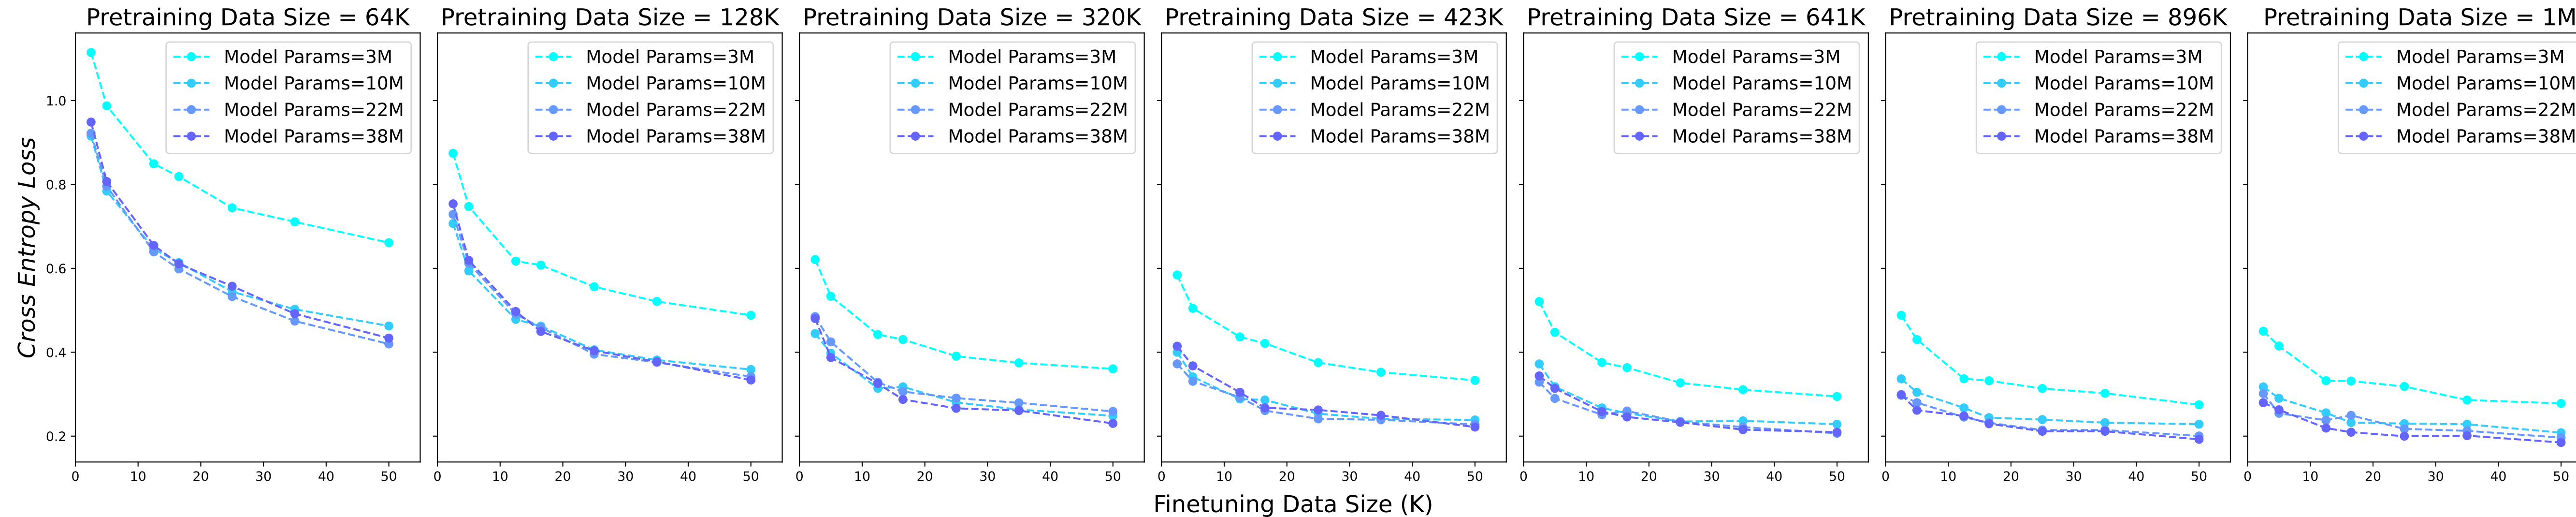 Pretraining Data Size = 64K
Pretraining Data Size = 128K
Pretraining Data Size = 320K
Pretraining Data Size = 423K
Pretraining Data Size = 641K
Pretraining Data Size = 896K
Pretraining Data Size = 1M
Cross Entropy Loss
1.0
0.8
0.6
0.4
0.2
Model Params=3M
Model Params=10M
Model Params=22M
Model Params=38M
0 10 20 30 40 50
Model Params=3M
Model Params=10M
Model Params=22M
Model Params=38M
0 10 20 30 40 50
Model Params=3M
Model Params=10M
Model Params=22M
Model Params=38M
0 10 20 30 40 50
Model Params=3M
Model Params=10M
Model Params=22M
Model Params=38M
0 10 20 30 40 50
Model Params=3M
Model Params=10M
Model Params=22M
Model Params=38M
0 10 20 30 40 50
Model Params=3M
Model Params=10M
Model Params=22M
Model Params=38M
0 10 20 30 40 50
Model Params=3M
Model Params=10M
Model Params=22M
Model Params=38M
0 10 20 30 40 50
Finetuning Data Size (K)